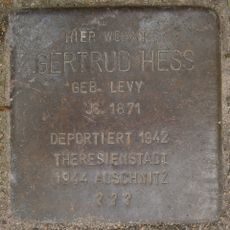 HIER WOHNTE
GERTRUD HESS
GEB. LEVY
JG. 1871
DEPORTIERT 1942
THERESIENSTADT
1944 AUSCHWITZ
? ? ?